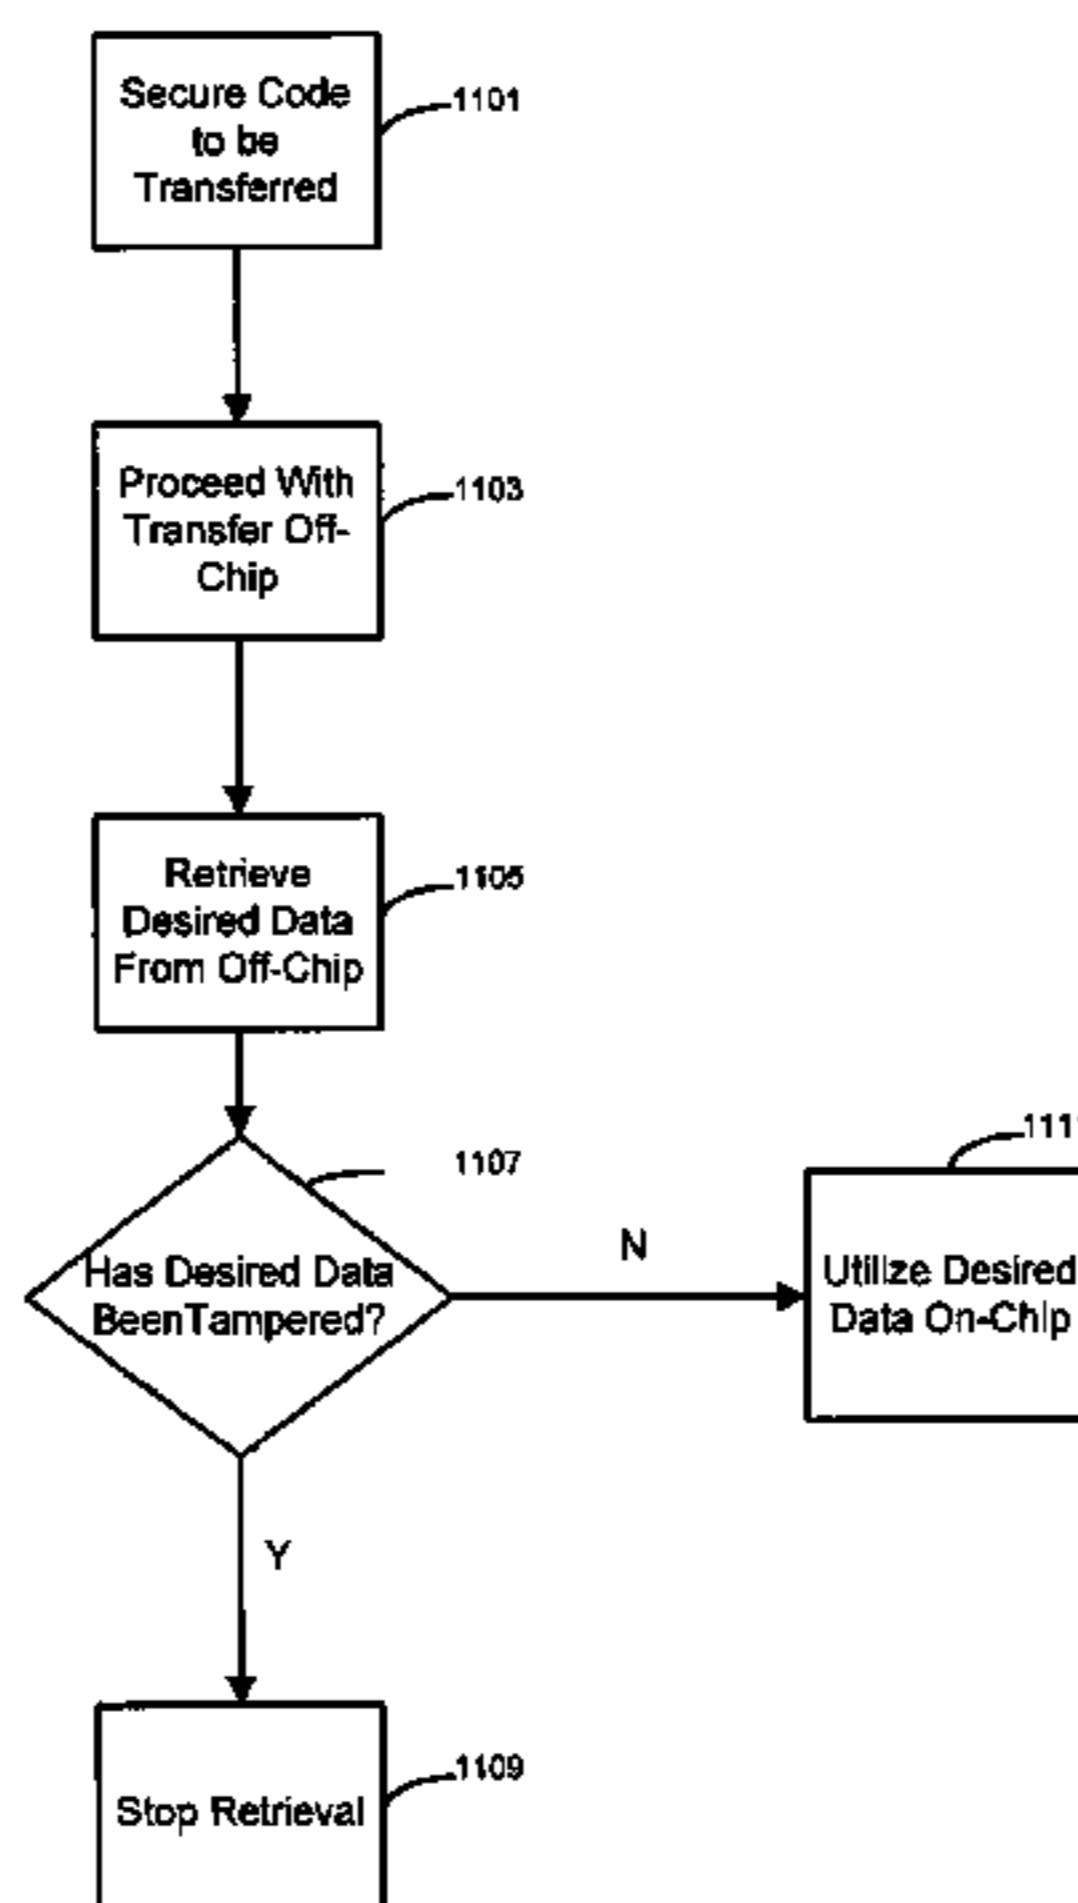 Secure Code
to be
Transferred
1101
Proceed With
Transfer Off-
Chip
1103
Retrieve
Desired Data
From Off-Chip
1105
Has Desired Data
BeenTampered?
1107
N
Utilize Desired
Data On-Chip
Y
Stop Retrieval
1109